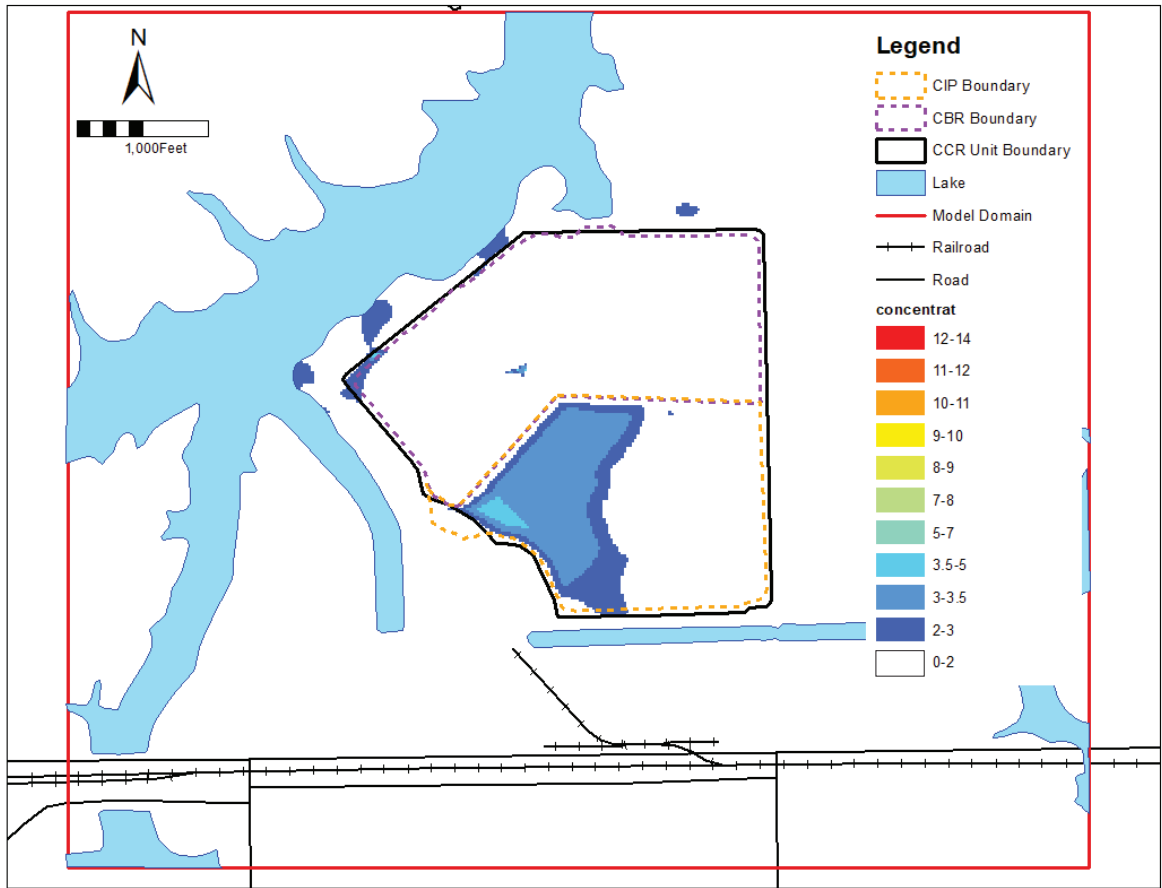 N
1,000Feet
Legend
CIP Boundary
CBR Boundary
CCR Unit Boundary
Lake
Model Domain
Railroad
Road
concentrat
12-14
11-12
10-11
9-10
8-9
7-8
5-7
3.5-5
3-3.5
2-3
0-2